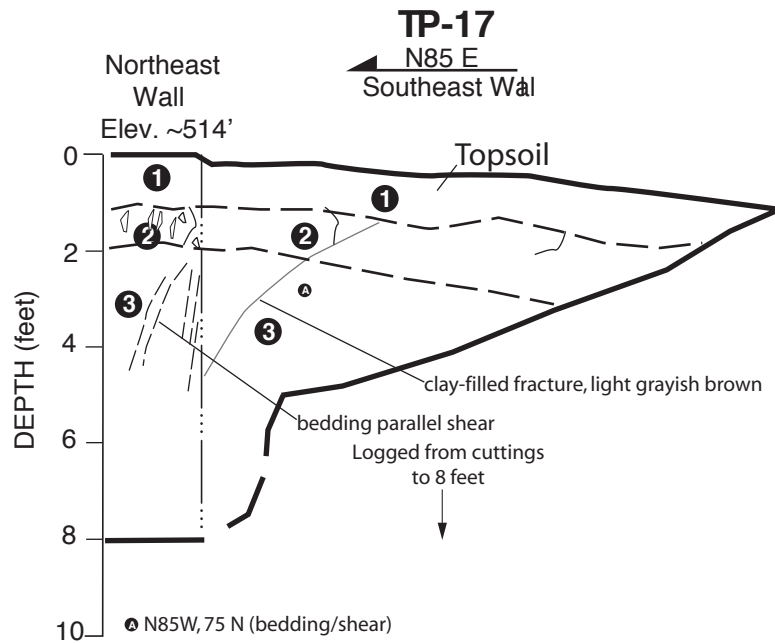 TP-17
N85 E
Southeast Wall
Northeast
Wall
Elev. ~514’
Topsoil
DEPTH (feet)
0
2
4
6
8
10
1
1
2
2
3
3
A
clay-filled fracture, light grayish brown
bedding parallel shear
Logged from cuttings
to 8 feet
A N85W, 75 N (bedding/shear)